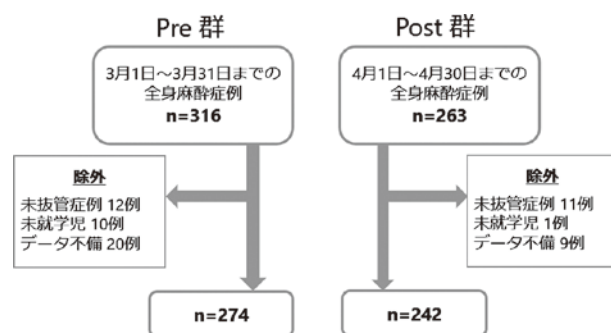 Pre 群
3月1日～3月31日までの
全身麻酔症例
n=316
除外
未抜管症例 12例
未就学児 10例
データ不備 20例
n=274
Post 群
4月1日～4月30日までの
全身麻酔症例
n=263
除外
未抜管症例 11例
未就学児 1例
データ不備 9例
n=242